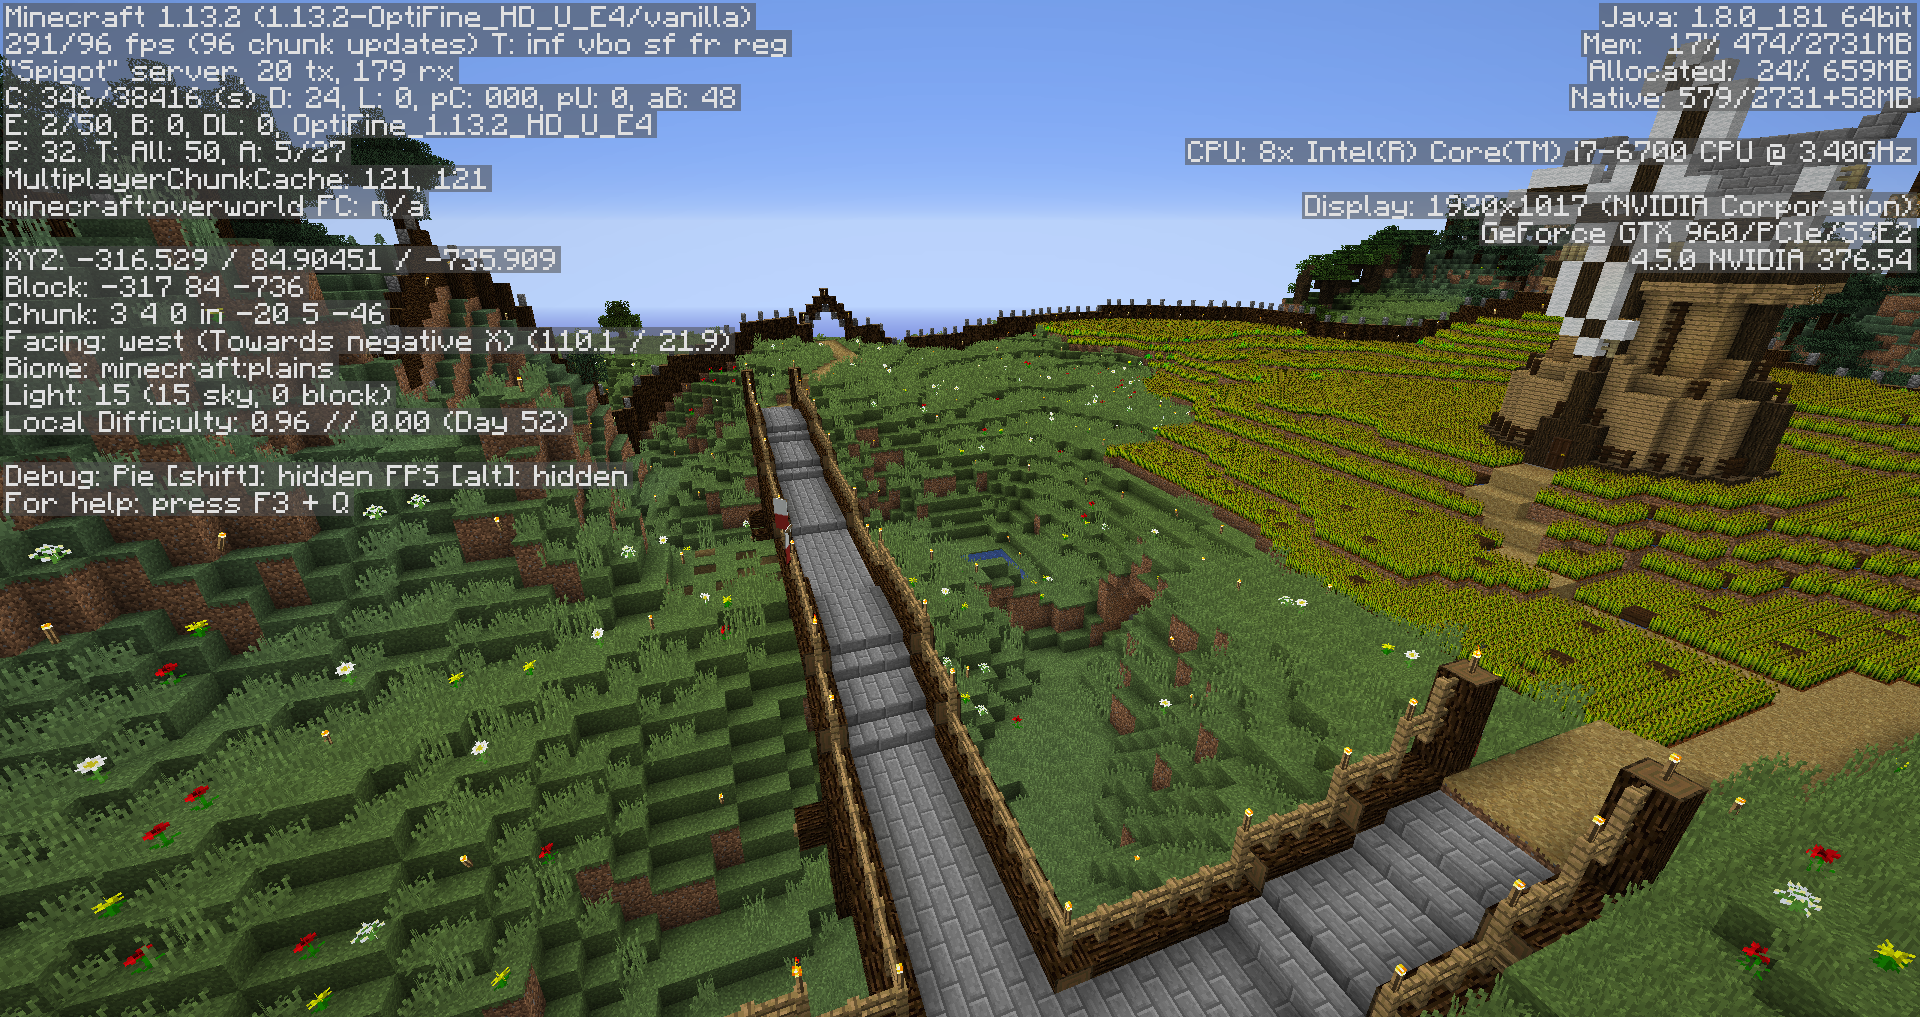 Minecraft 1.13.2 (1.13.2-OptiFine_HD_U_E4/vanilla)
291/96 fps (96 chunk updates) T: inf vbo sf fr reg
"Spigot" server, 20 tx, 179 rx
C: 346/38416 (s) D: 24, L: 0, pC: 000, pU: 0, aB: 48
E: 2/50, B: 0, DL: 0, OptiFine_1.13.2_HD_U_E4
P: 32. T: All: 50, A: 5/27
MultiplayerChunkCache: 121, 121
minecraft:overworld FC: n/a
XYZ: -316.529 / 84.90451 / -735.909
Block: -317 84 -736
Chunk: 3 4 0 in -20 5 -46
Facing: west (Towards negative X) (110.1 / 21.9)
Biome: minecraft:plains
Light: 15 (15 sky, 0 block)
Local Difficulty: 0.96 // 0.00 (Day 52)
Debug: Pie [shift]: hidden FPS [alt]: hidden
For help: press F3 + Q
Java: 1.8.0_181 64bit
Mem: 17% 474/2731MB
Allocated: 24% 659MB
Native: 579/2731+58MB
CPU: 8x Intel(R) Core(TM) i7-6700 CPU @ 3.40GHz
Display: 1920x1017 (NVIDIA Corporation)
GeForce GTX 960/PCIe/SSE2
4.5.0 NVIDIA 376.54